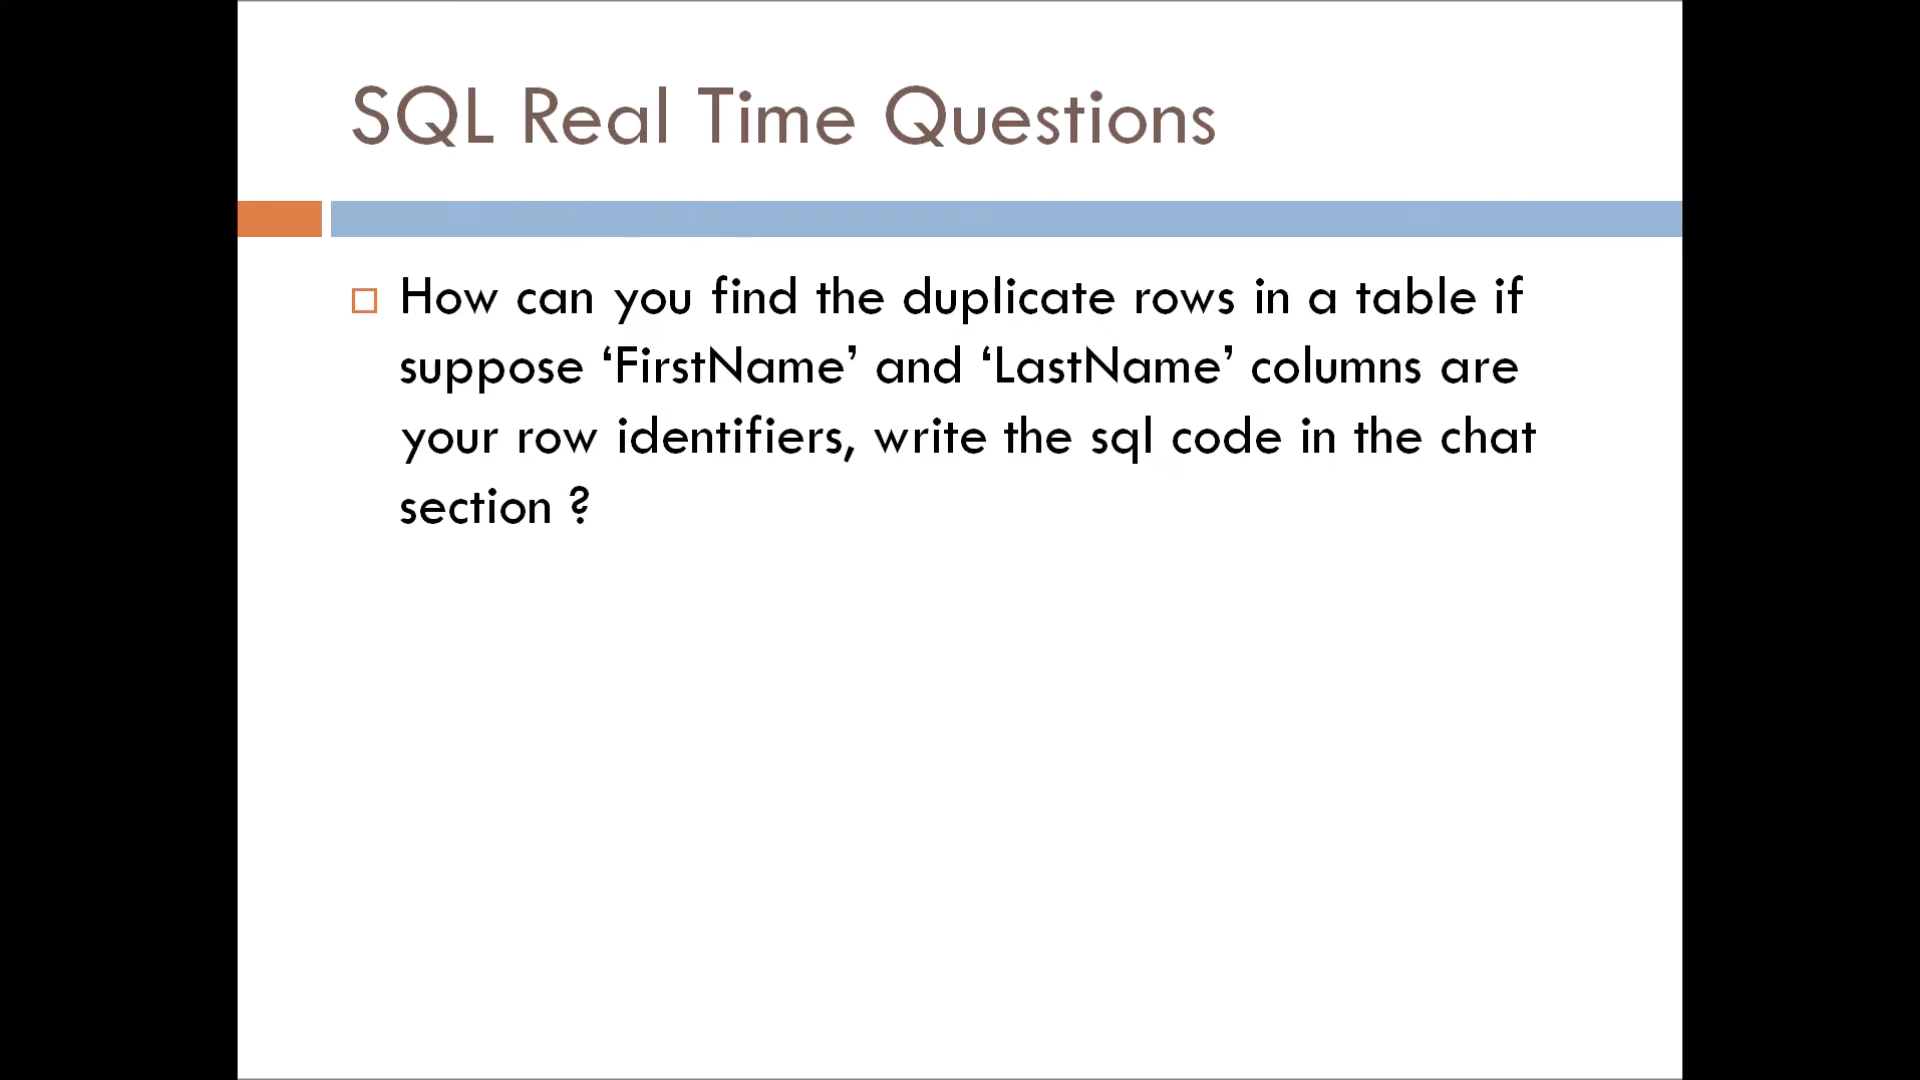 SQL Real Time Questions
How can you find the duplicate rows in a table if
suppose ‘FirstName’ and ‘LastName’ columns are
your row identifiers, write the sql code in the chat
section ?